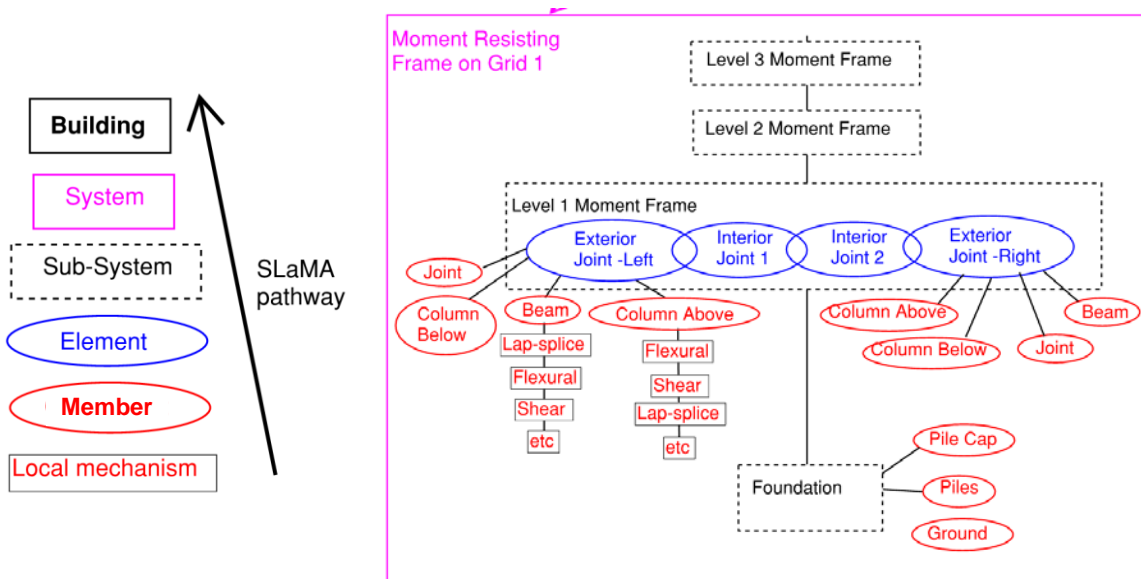 Building
System
Sub-System
Element
Member
Local mechanism
SLaMA
pathway
Moment Resisting
Frame on Grid 1
Level 3 Moment Frame
Level 2 Moment Frame
Level 1 Moment Frame
Exterior
Joint -Left
Interior
Joint 1
Interior
Joint 2
Exterior
Joint -Right
Joint
Column
Below
Beam
Lap-splice
Flexural
Shear
etc
Column Above
Flexural
Shear
Lap-splice
etc
Column Above
Column Below
Joint
Beam
Foundation
Pile Cap
Piles
Ground